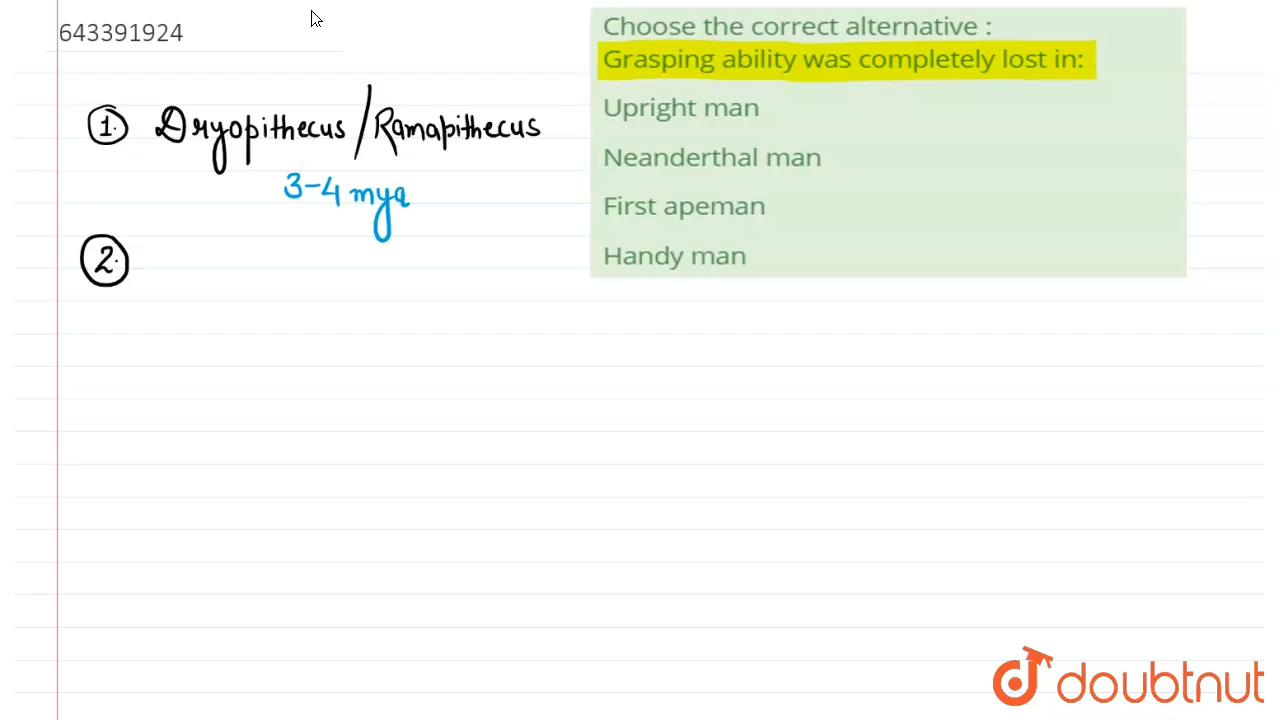 643391924
Choose the correct alternative :
Grasping ability was completely lost in:
Upright man
Neanderthal man
First apeman
Handy man
1. Dryopithecus / Ramapithecus
3-4 mya
2.
doubtnut